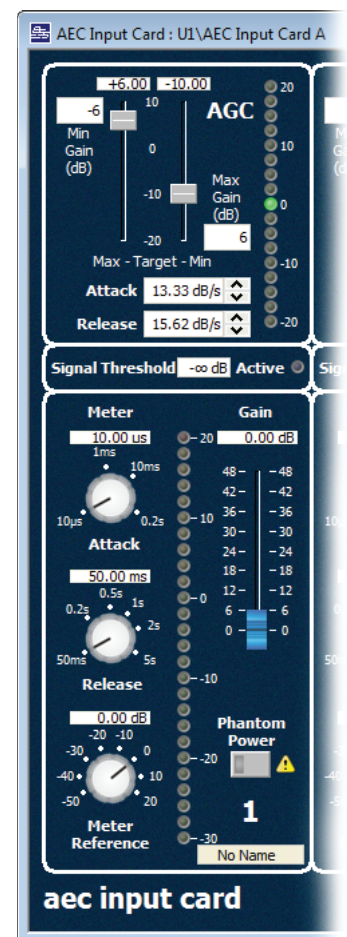 AEC Input Card : U1\AEC Input Card A
+6.00 -10.00
-6
Min
Gain
(dB)
10
0
-10
-20
AGC
Max
Gain
(dB)
6
20
10
0
-10
-20
Max - Target - Min
Attack 13.33 dB/s
Release 15.62 dB/s
Signal Threshold -∞ dB Active
Meter
10.00 us
1ms
10ms
10µs
0.2s
Attack
50.00 ms
0.5s
0.2s
1s
2s
50ms
5s
Release
0.00 dB
-20 -10
-30
0
-40
10
-50
20
Meter
Reference
20
10
0
-10
-20
-30
Gain
0.00 dB
48 48
42 42
36 36
30 30
24 24
18 18
12 12
6 6
0 0
Phantom
Power
1
No Name
aec input card